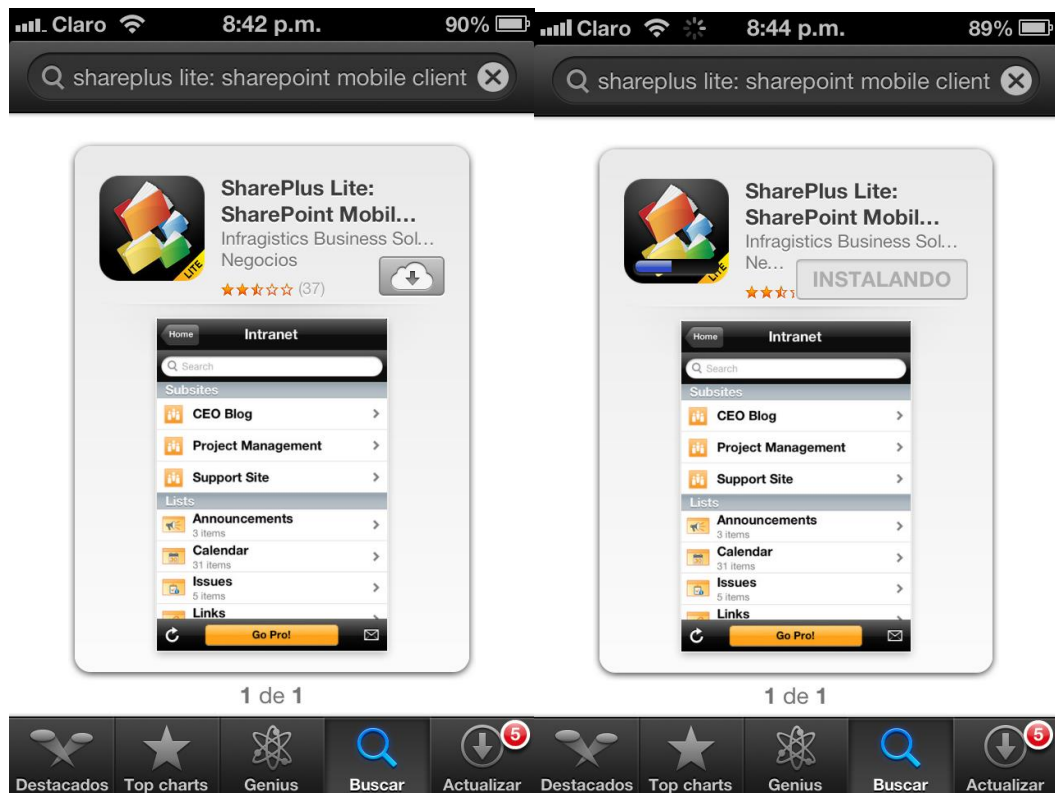 Claro 8:42 p.m. 90%
shareplus lite: sharepoint mobile client
SharePlus Lite:
SharePoint Mobil...
Infragistics Business Sol...
Negocios
(37)
LITE
Home Intranet
Search
Subsites
CEO Blog
Project Management
Support Site
Lists
Announcements
3 items
Calendar
31 items
Issues
5 items
Links
Go Pro!
1 de 1
5
Destacados Top charts Genius Buscar Actualizar
Claro 8:44 p.m. 89%
shareplus lite: sharepoint mobile client
SharePlus Lite:
SharePoint Mobil...
Infragistics Business Sol...
Ne...
INSTALANDO
LITE
Home Intranet
Search
Subsites
CEO Blog
Project Management
Support Site
Lists
Announcements
3 items
Calendar
31 items
Issues
5 items
Links
Go Pro!
1 de 1
5
Destacados Top charts Genius Buscar Actualizar